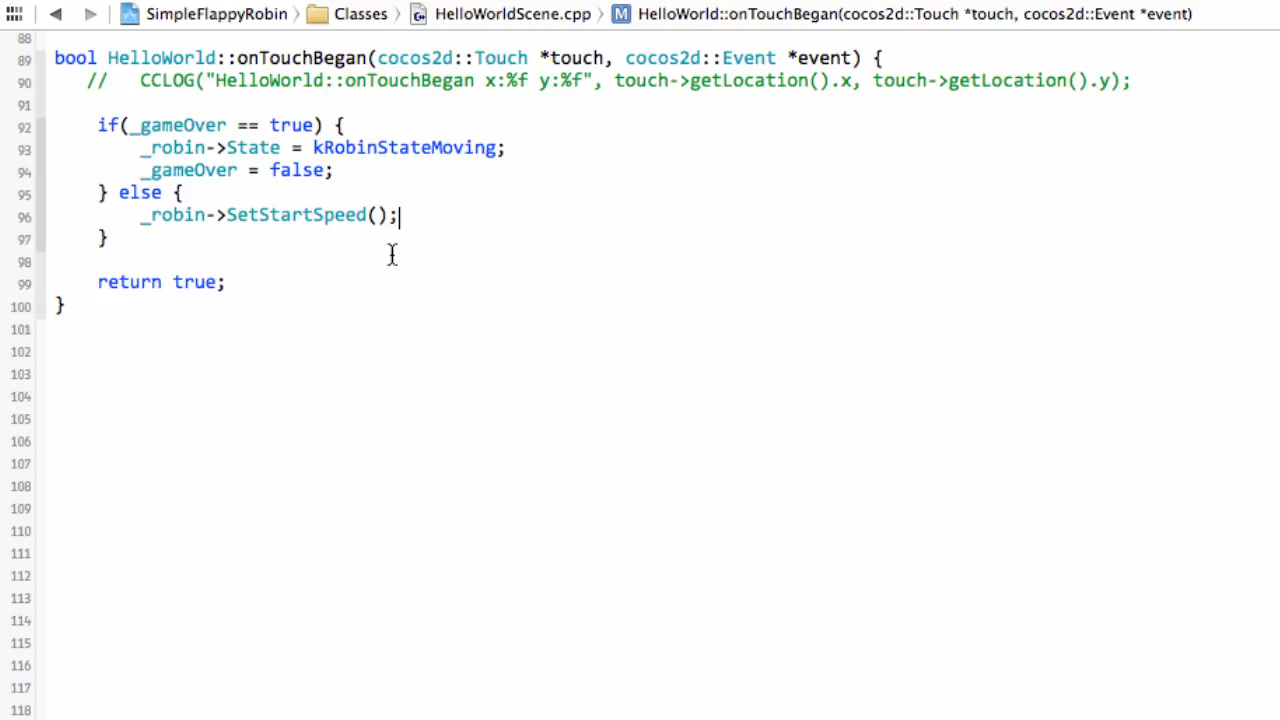 SimpleFlappyRobin Classes HelloWorldScene.cpp M HelloWorld::onTouchBegan(cocos2d::Touch *touch, cocos2d::Event *event)
88
89 bool HelloWorld::onTouchBegan(cocos2d::Touch *touch, cocos2d::Event *event) {
90 //   CCLOG("HelloWorld::onTouchBegan x:%f y:%f", touch->getLocation().x, touch->getLocation().y);
91
92 if(_gameOver == true) {
93 _robin->State = kRobinStateMoving;
94 _gameOver = false;
95 } else {
96 _robin->SetStartSpeed();
97 }
98
99 return true;
100 }
101
102
103
104
105
106
107
108
109
110
111
112
113
114
115
116
117
118